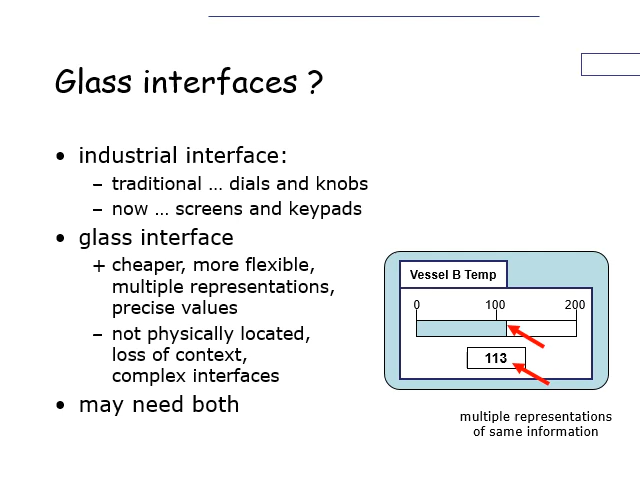 Glass interfaces ?
• industrial interface:
– traditional … dials and knobs
– now … screens and keypads
• glass interface
+ cheaper, more flexible,
multiple representations,
precise values
– not physically located,
loss of context,
complex interfaces
• may need both
Vessel B Temp
0 100 200
113
multiple representations
of same information